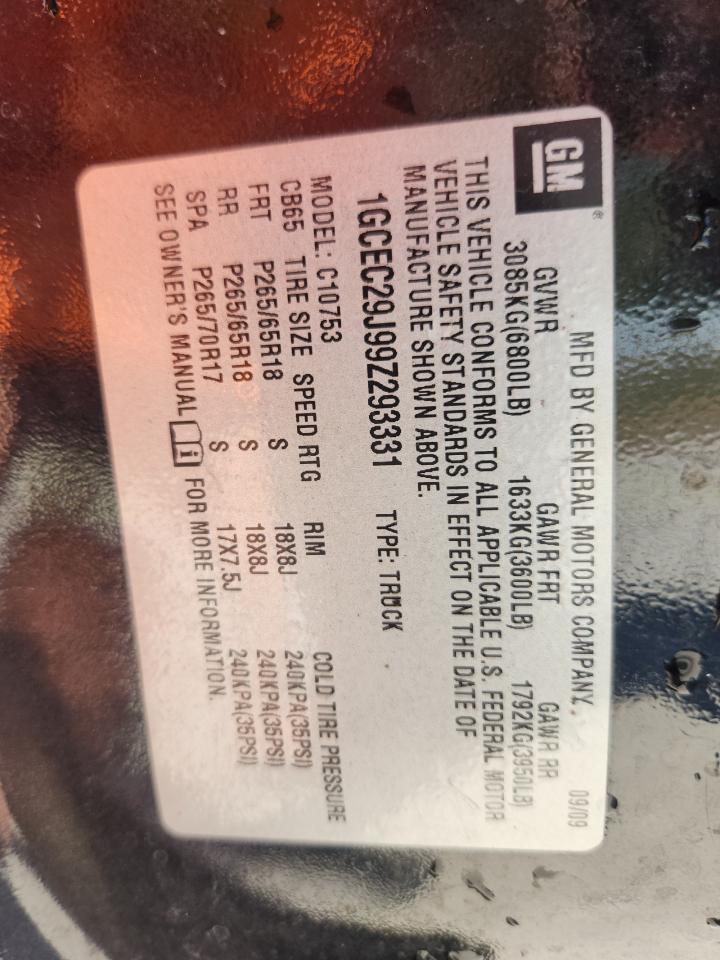 GM®
MFD BY GENERAL MOTORS COMPANY. 09/09
GVWR GAWR FRT GAWR RR
3085KG(6800LB) 1633KG(3600LB) 1792KG(3950LB)
THIS VEHICLE CONFORMS TO ALL APPLICABLE U.S. FEDERAL MOTOR
VEHICLE SAFETY STANDARDS IN EFFECT ON THE DATE OF
MANUFACTURE SHOWN ABOVE.
1GCEC29J99Z293331 TYPE: TRUCK
MODEL: C10753
CB65 TIRE SIZE SPEED RTG RIM COLD TIRE PRESSURE
FRT P265/65R18 S 18X8J 240KPA(35PSI)
RR P265/65R18 S 18X8J 240KPA(35PSI)
SPA P265/70R17 S 17X7.5J 240KPA(35PSI)
SEE OWNER'S MANUAL i FOR MORE INFORMATION.